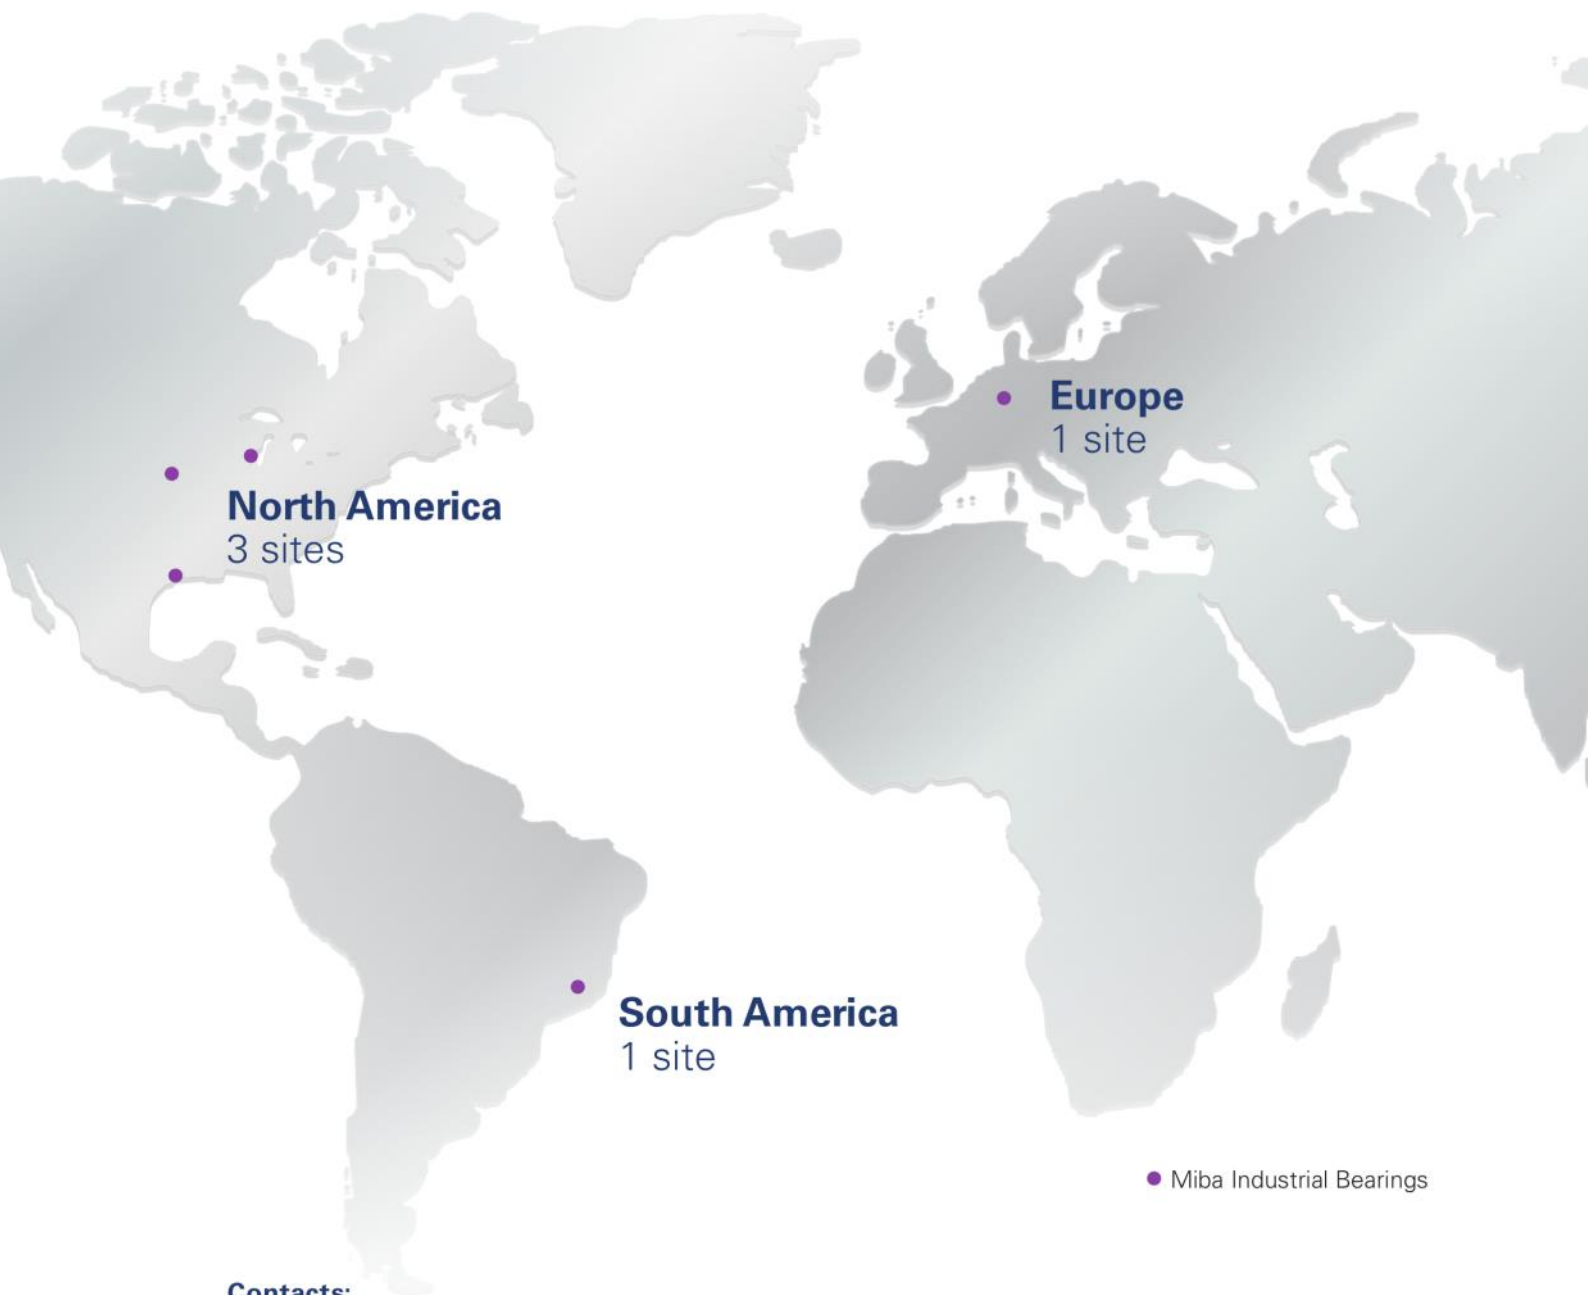 Europe
1 site
North America
3 sites
South America
1 site
Miba Industrial Bearings
Contacts: